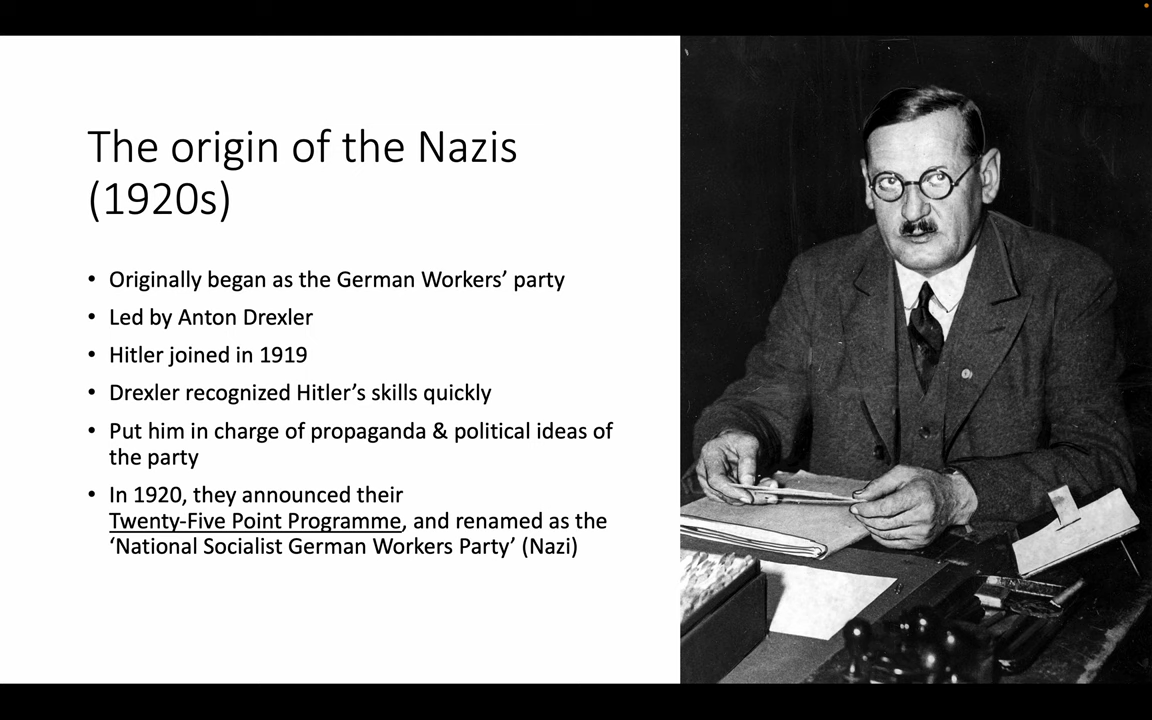 The origin of the Nazis
(1920s)
• Originally began as the German Workers’ party
• Led by Anton Drexler
• Hitler joined in 1919
• Drexler recognized Hitler’s skills quickly
• Put him in charge of propaganda & political ideas of
the party
• In 1920, they announced their
Twenty-Five Point Programme, and renamed as the
‘National Socialist German Workers Party’ (Nazi)